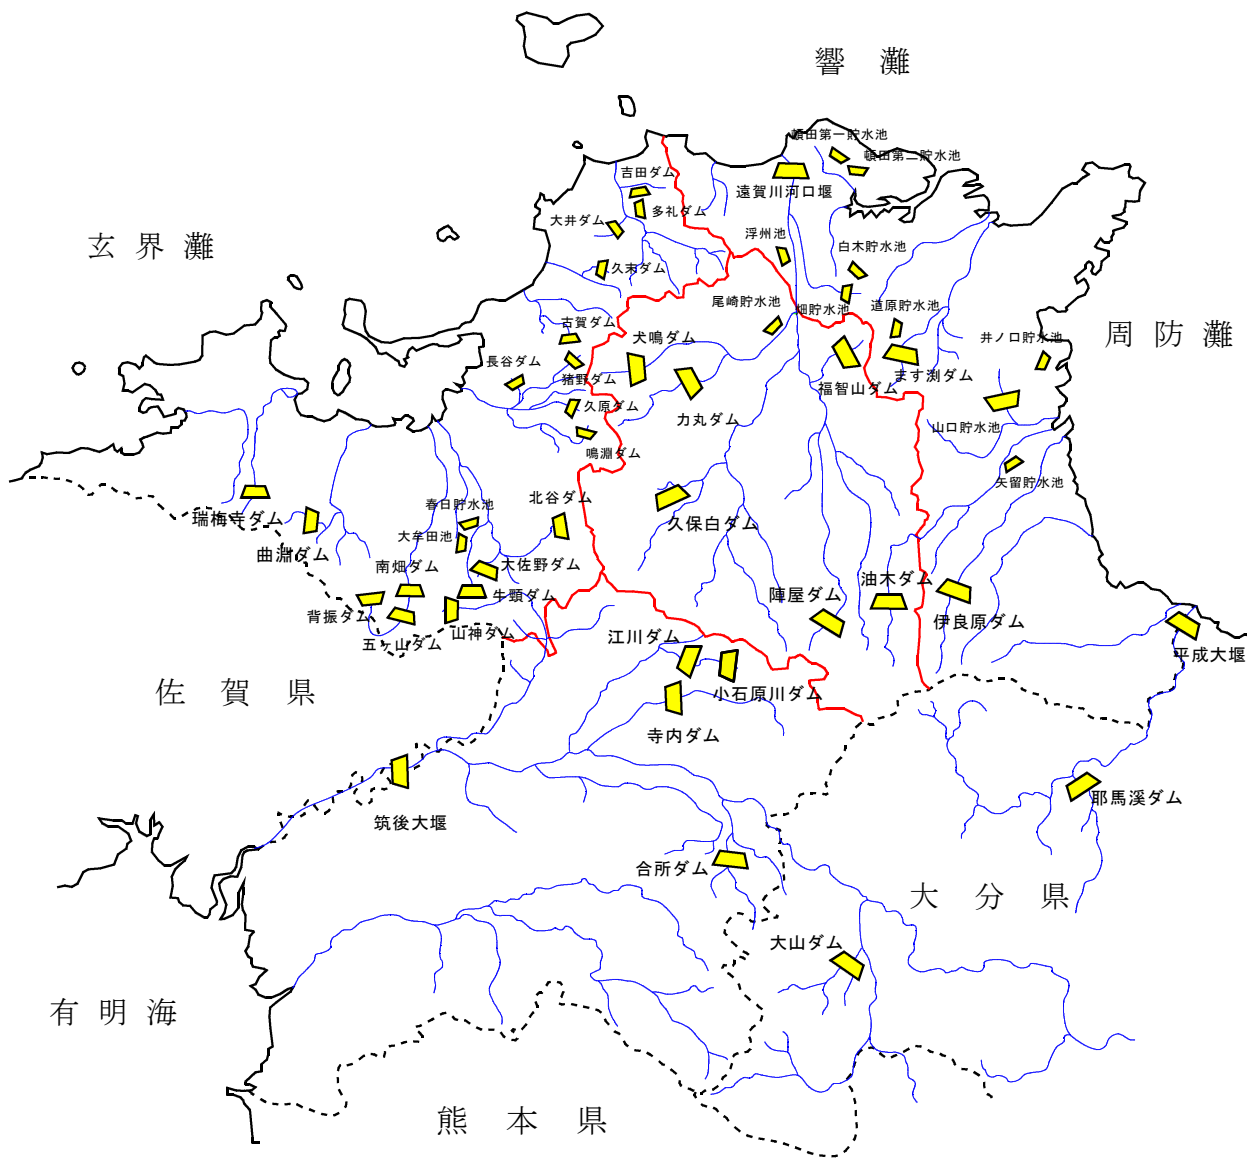 響灘
頓田第一貯水池
頓田第二貯水池
吉田ダム
遠賀川河口堰
多礼ダム
大井ダム
浮州池
玄界灘
白木貯水池
久末ダム
尾崎貯水池
畑貯水池
道原貯水池
古賀ダム
犬鳴ダム
井ノ口貯水池
周防灘
長谷ダム
猪野ダム
ます渕ダム
福智山ダム
久原ダム
力丸ダム
山口貯水池
鳴淵ダム
矢留貯水池
北谷ダム
春日貯水池
瑞梅寺ダム
久保白ダム
大牟田池
曲淵ダム
南畑ダム
大佐野ダム
油木ダム
牛頸ダム
陣屋ダム
背振ダム
山神ダム
伊良原ダム
五ヶ山ダム
江川ダム
平成大堰
佐賀県
小石原川ダム
寺内ダム
耶馬溪ダム
筑後大堰
合所ダム
大分県
大山ダム
有明海
熊本県